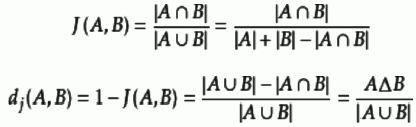 J(A,B) = |A∩B| / |A∪B| = |A∩B| / (|A|+|B|−|A∩B|)
d_j(A,B) = 1−J(A,B) = (|A∪B|−|A∩B|) / |A∪B| = AΔB / |A∪B|